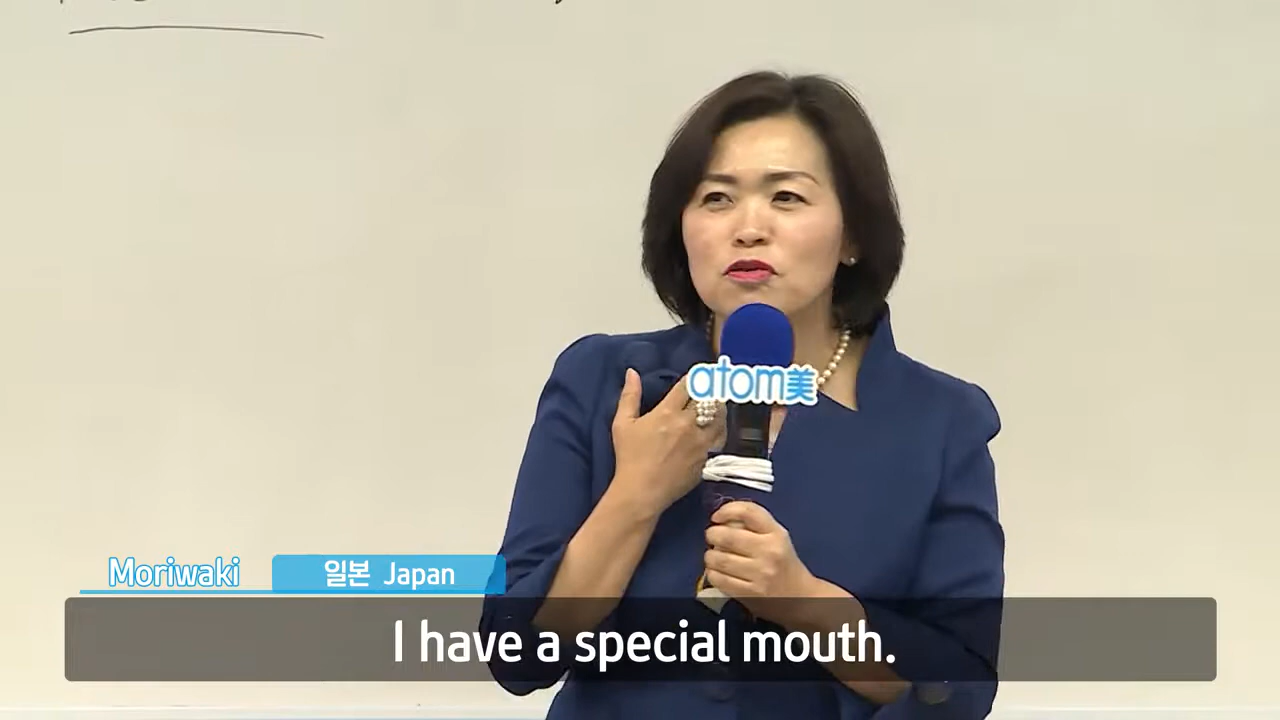 atom美
Moriwaki
일본 Japan
I have a special mouth.